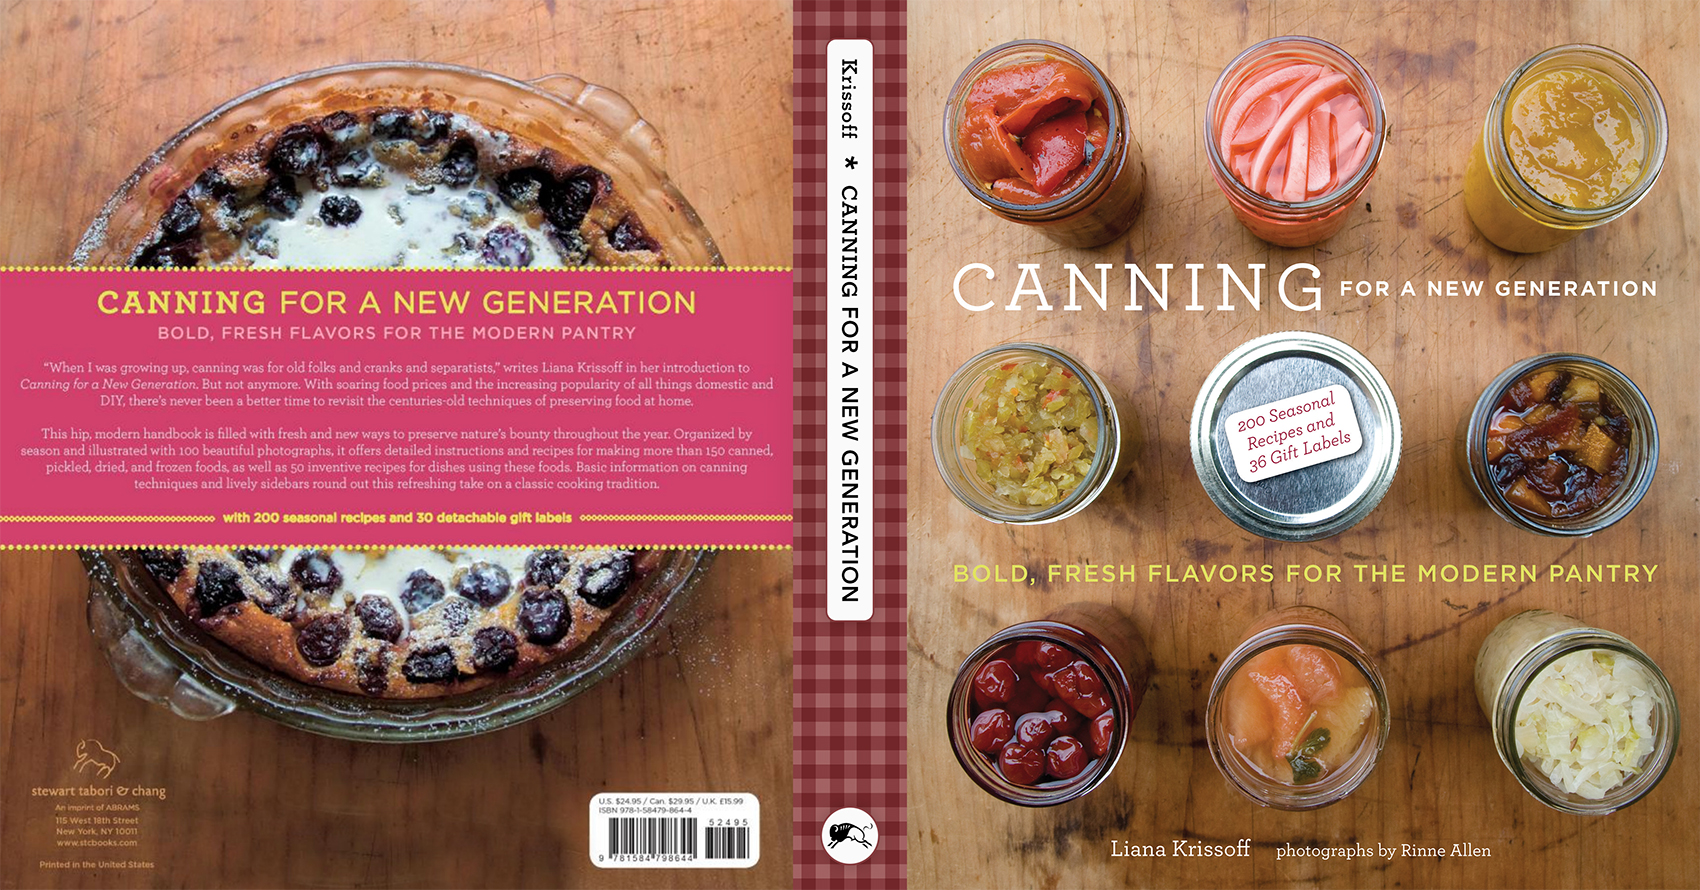 CANNING FOR A NEW GENERATION
BOLD, FRESH FLAVORS FOR THE MODERN PANTRY
“When I was growing up, canning was for old folks and cranks and separatists,” writes Liana Krissoff in her introduction to
Canning for a New Generation. But not anymore. With soaring food prices and the increasing popularity of all things domestic and
DIY, there’s never been a better time to revisit the centuries-old techniques of preserving food at home.
This hip, modern handbook is filled with fresh and new ways to preserve nature’s bounty throughout the year. Organized by
season and illustrated with 100 beautiful photographs, it offers detailed instructions and recipes for making more than 150 canned,
pickled, dried, and frozen foods, as well as 50 inventive recipes for dishes using these foods. Basic information on canning
techniques and lively sidebars round out this refreshing take on a classic cooking tradition.
with 200 seasonal recipes and 30 detachable gift labels
stewart tabori & chang
An imprint of ABRAMS
115 West 18th Street
New York, NY 10011
www.stcbooks.com
Printed in the United States
U.S. $24.95 / Can. $29.95 / U.K. £15.99
ISBN 978-1-58479-864-4
52495
9 781584 798644
Krissoff * CANNING FOR A NEW GENERATION
CANNING FOR A NEW GENERATION
200 Seasonal
Recipes and
36 Gift Labels
BOLD, FRESH FLAVORS FOR THE MODERN PANTRY
Liana Krissoff photographs by Rinne Allen